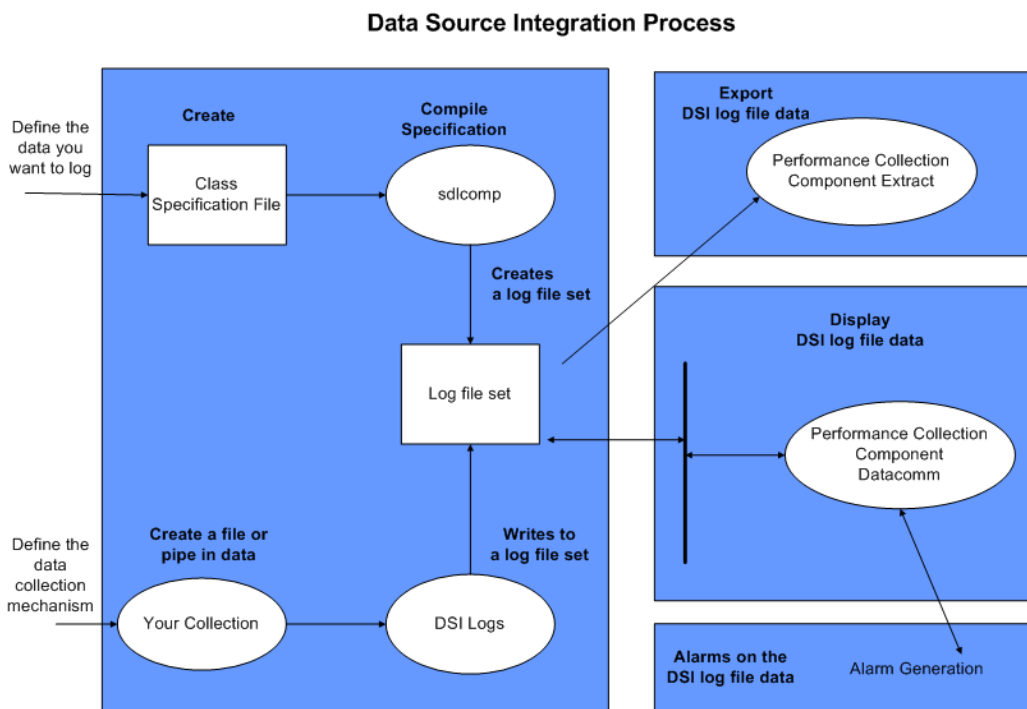 Data Source Integration Process
Define the
data you
want to log
Create
Class
Specification File
Compile
Specification
sdlcomp
Creates
a log file set
Log file set
Define the
data
collection
mechanism
Create a file or
pipe in data
Your Collection
Writes to
a log file set
DSI Logs
Export
DSI log file data
Performance Collection
Component Extract
Display
DSI log file data
Performance Collection
Component
Datacomm
Alarms on the
DSI log file data
Alarm Generation